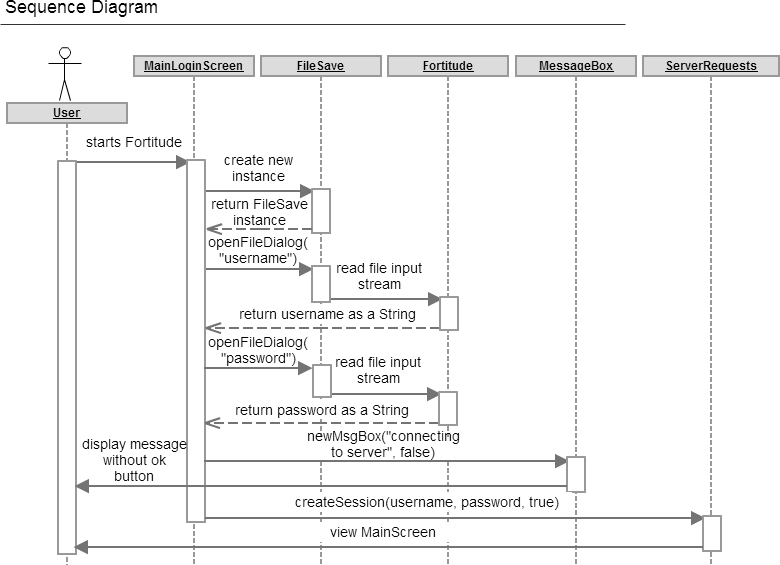 Sequence Diagram
MainLoginScreen
FileSave
Fortitude
MessageBox
ServerRequests
User
starts Fortitude
create new
instance
return FileSave
instance
openFileDialog(
"username")
read file input
stream
return username as a String
openFileDialog(
"password")
read file input
stream
return password as a String
newMsgBox("connecting
to server", false)
display message
without ok
button
createSession(username, password, true)
view MainScreen